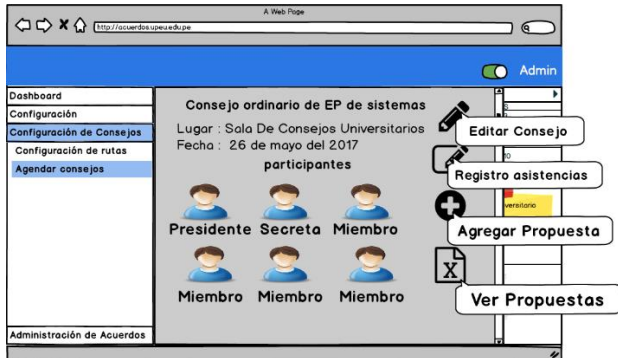 A Web Page
http://acuerdos.upeu.edu.pe
Admin
Dashboard
Configuración
Configuración de Consejos
Configuración de rutas
Agendar consejos
Administración de Acuerdos
Consejo ordinario de EP de sistemas
Lugar : Sala De Consejos Universitarios
Fecha : 26 de mayo del 2017
participantes
Presidente Secreta Miembro
Miembro Miembro Miembro
Editar Consejo
Registro asistencias
Agregar Propuesta
Ver Propuestas
10
versitario